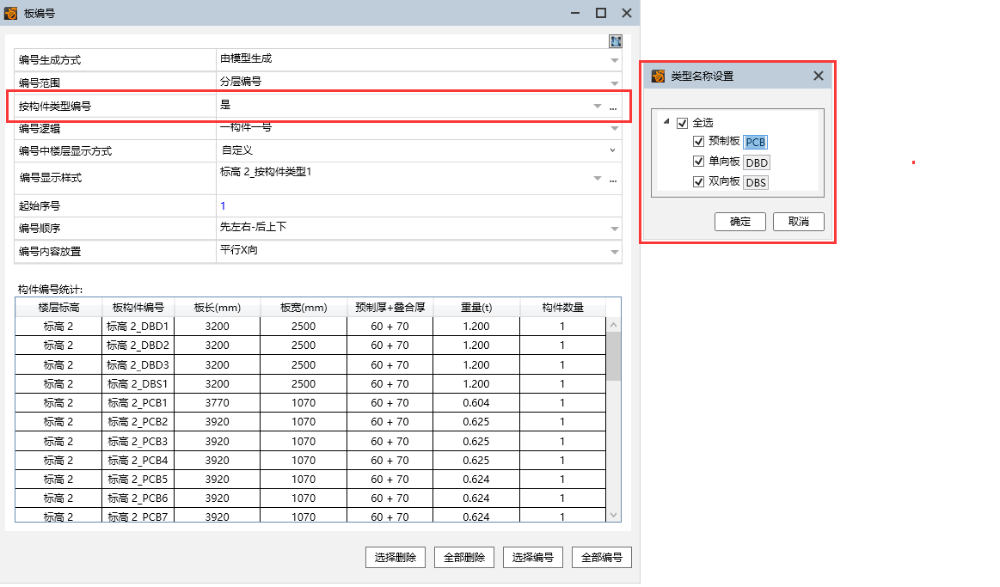 板编号
编号生成方式 由模型生成
编号范围 分层编号
按构件类型编号 是 ...
编号逻辑 一构件一号
编号中楼层显示方式 自定义
编号显示样式 标高 2_按构件类型1 ...
起始序号 1
编号顺序 先左右-后上下
编号内容放置 平行X向
构件编号统计:
楼层标高 板构件编号 板长(mm) 板宽(mm) 预制厚+叠合厚 重量(t) 构件数量
标高 2 标高 2_DBD1 3200 2500 60 + 70 1.200 1
标高 2 标高 2_DBD2 3200 2500 60 + 70 1.200 1
标高 2 标高 2_DBD3 3200 2500 60 + 70 1.200 1
标高 2 标高 2_DBS1 3200 2500 60 + 70 1.200 1
标高 2 标高 2_PCB1 3770 1070 60 + 70 0.604 1
标高 2 标高 2_PCB2 3920 1070 60 + 70 0.625 1
标高 2 标高 2_PCB3 3920 1070 60 + 70 0.625 1
标高 2 标高 2_PCB4 3920 1070 60 + 70 0.625 1
标高 2 标高 2_PCB5 3920 1070 60 + 70 0.624 1
标高 2 标高 2_PCB6 3920 1070 60 + 70 0.624 1
标高 2 标高 2_PCB7 3920 1070 60 + 70 0.624 1
选择删除 全部删除 选择编号 全部编号
类型名称设置
全选
预制板 PCB
单向板 DBD
双向板 DBS
确定 取消